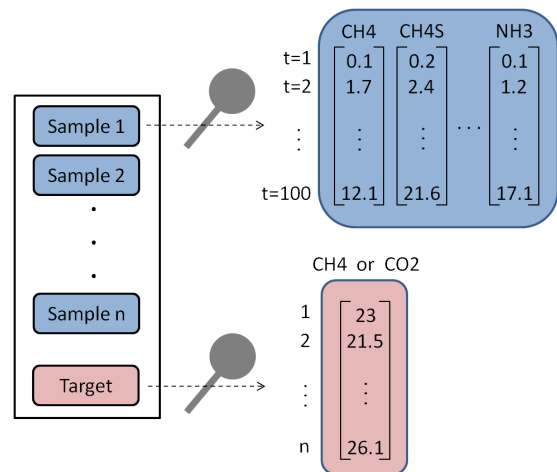 CH4 CH4S NH3
t=1 0.1 0.2 0.1
t=2 1.7 2.4 1.2
⋮ ⋮ ⋮ ... ⋮
t=100 12.1 21.6 17.1
Sample 1
Sample 2
Sample n
Target
CH4 or CO2
1 23
2 21.5
⋮ ⋮
n 26.1